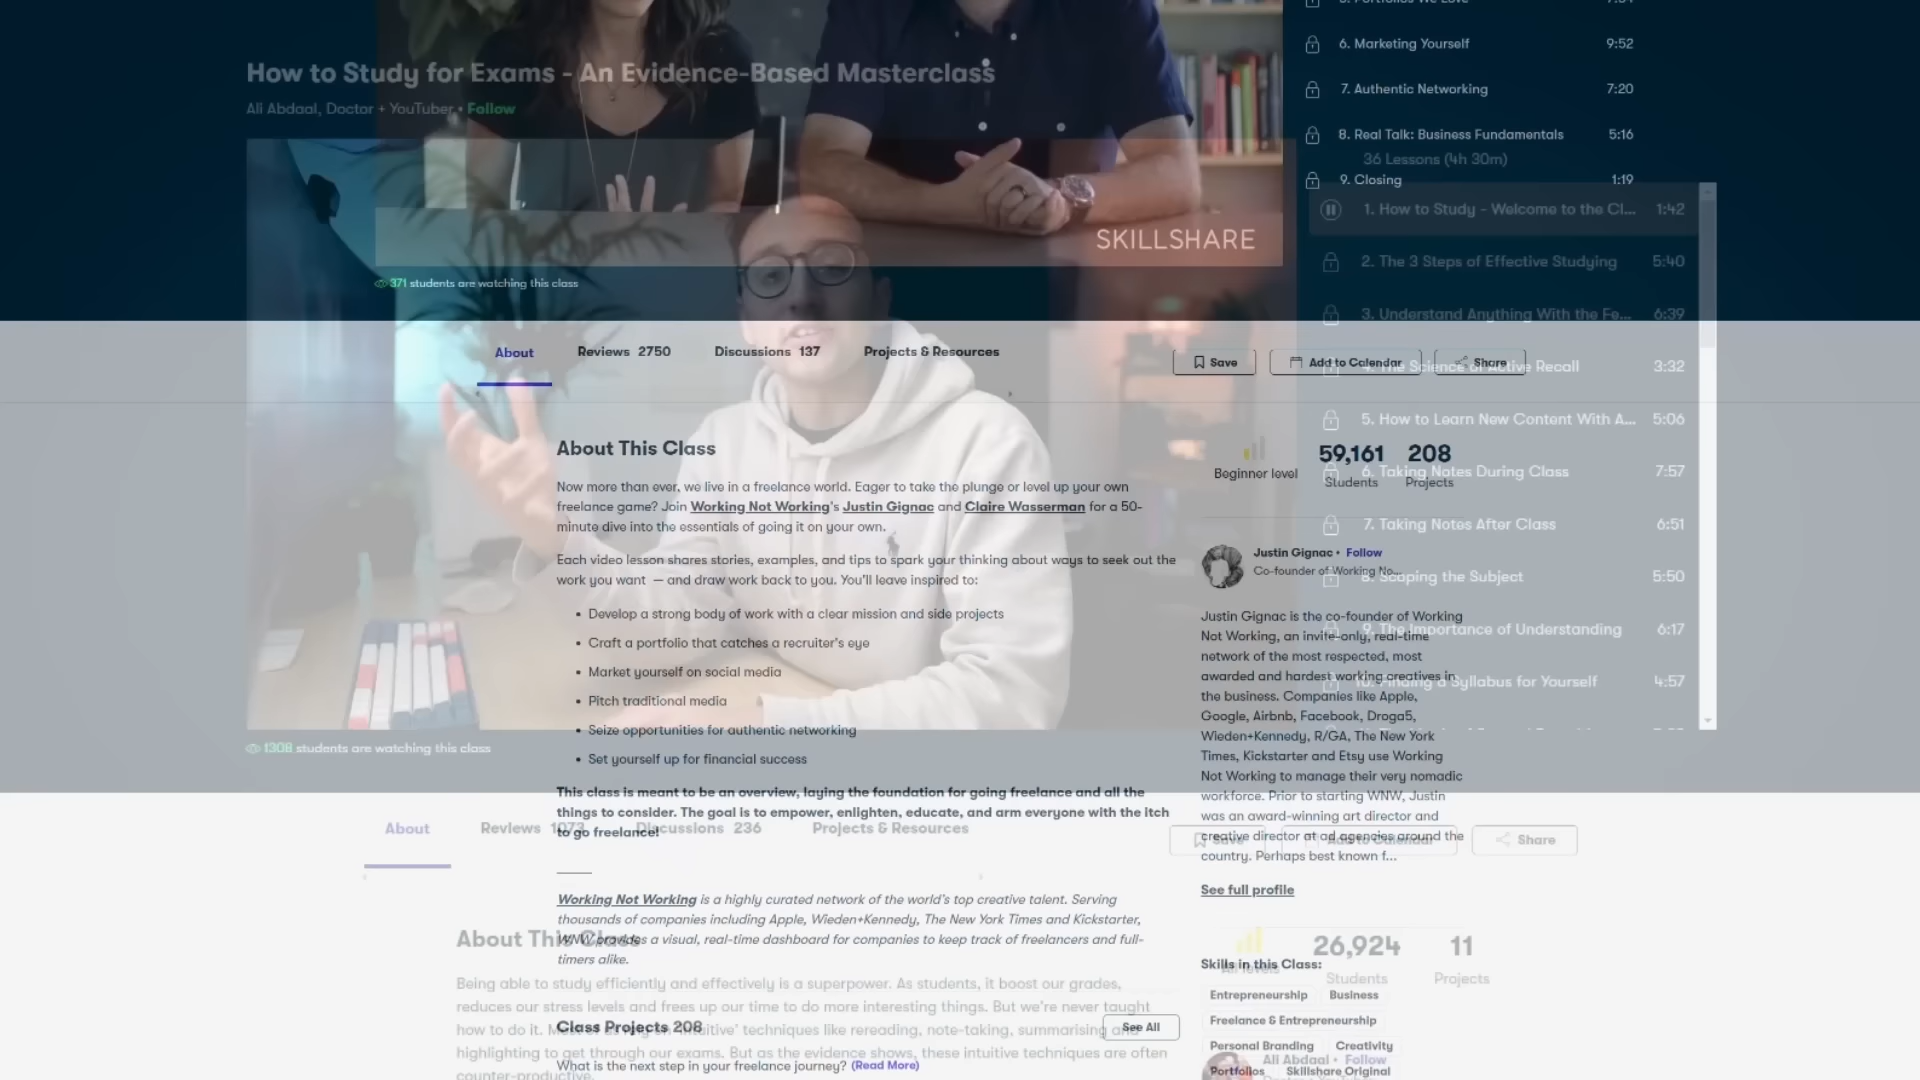 How to Study for Exams - An Evidence-Based Masterclass
Ali Abdaal, Doctor + YouTuber • Follow
6. Marketing Yourself 9:52
7. Authentic Networking 7:20
8. Real Talk: Business Fundamentals 5:16
9. Closing 1:19
36 Lessons (4h 30m)
1. How to Study - Welcome to the Cl... 1:42
2. The 3 Steps of Effective Studying 5:40
3. Understand Anything With the Fe... 6:39
4. The Science of Active Recall 3:32
5. How to Learn New Content With A... 5:06
6. Taking Notes During Class 7:57
7. Taking Notes After Class 6:51
8. Scoping the Subject 5:50
9. The Importance of Understanding 6:17
10. Finding a Syllabus for Yourself 4:57
SKILLSHARE
371 students are watching this class
About Reviews 2750 Discussions 137 Projects & Resources
Save Add to Calendar Share
About This Class
Now more than ever, we live in a freelance world. Eager to take the plunge or level up your own
freelance game? Join Working Not Working's Justin Gignac and Claire Wasserman for a 50-
minute dive into the essentials of going it on your own.
Each video lesson shares stories, examples, and tips to spark your thinking about ways to seek out the
work you want — and draw work back to you. You'll leave inspired to:
• Develop a strong body of work with a clear mission and side projects
• Craft a portfolio that catches a recruiter's eye
• Market yourself on social media
• Pitch traditional media
• Seize opportunities for authentic networking
• Set yourself up for financial success
This class is meant to be an overview, laying the foundation for going freelance and all the
things to consider. The goal is to empower, enlighten, educate, and arm everyone with the itch
to go freelance!
Working Not Working is a highly curated network of the world's top creative talent. Serving
thousands of companies including Apple, Wieden+Kennedy, The New York Times and Kickstarter,
WNW provides a visual, real-time dashboard for companies to keep track of freelancers and full-
timers alike.
Class Projects 208 See All
What is the next step in your freelance journey? (Read More)
Beginner level
59,161 208
Students Projects
Justin Gignac • Follow
Co-founder of Working No...
Justin Gignac is the co-founder of Working
Not Working, an invite-only, real-time
network of the most respected, most
awarded and hardest working creatives in
the business. Companies like Apple,
Google, Airbnb, Facebook, Droga5,
Wieden+Kennedy, R/GA, The New York
Times, Kickstarter and Etsy use Working
Not Working to manage their very nomadic
workforce. Prior to starting WNW, Justin
was an award-winning art director and
creative director at ad agencies around the
country. Perhaps best known f...
See full profile
Skills in this Class:
Entrepreneurship Business
Freelance & Entrepreneurship
Personal Branding Creativity
Portfolios Skillshare Original
1308 students are watching this class
About Reviews 1073 Discussions 236 Projects & Resources
Save Add to Calendar Share
About This Class
Being able to study efficiently and effectively is a superpower. As students, it boost our grades,
reduces our stress levels and frees up our time to do more interesting things. But we're never taught
how to do it. techniques like rereading, note-taking, summarising and
highlighting to get through our exams. But as the evidence shows, these intuitive techniques are often
counter-productive.
All levels
26,924 11
Students Projects
Ali Abdaal • Follow